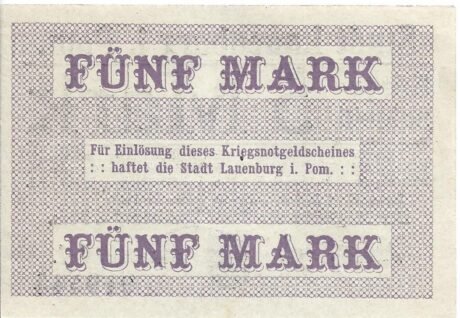 FÜNF MARK
Für Einlösung dieses Kriegsnotgeldscheines
: : haftet die Stadt Lauenburg i. Pom. : :
FÜNF MARK